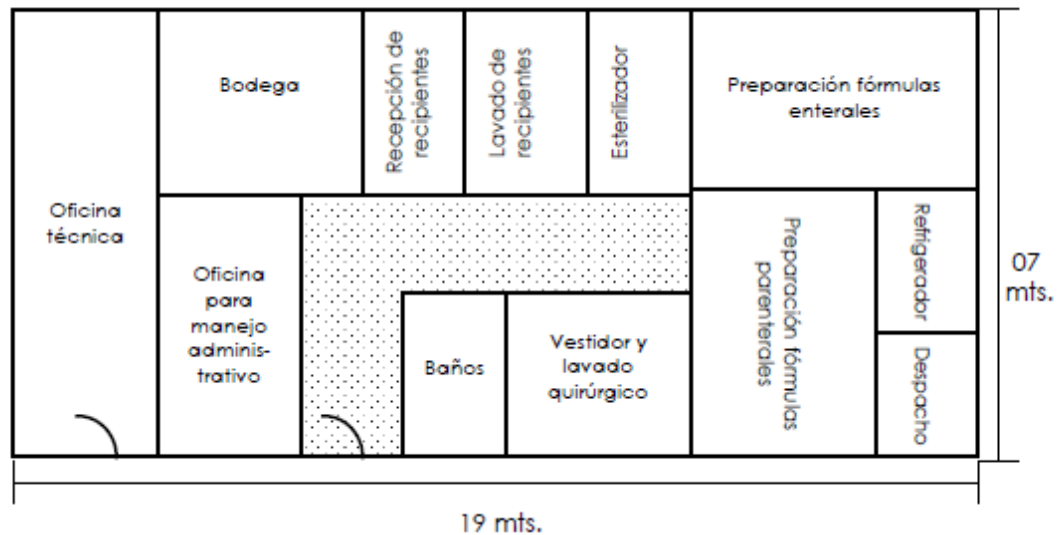 Bodega
Recepción de
recipientes
Lavado de
recipientes
Esterilizador
Preparación fórmulas
enterales
Oficina
técnica
Oficina
para
manejo
adminis-
trativo
Baños
Vestidor y
lavado
quirúrgico
Preparación fórmulas
parenterales
Refrigerador
Despacho
07
mts.
19 mts.